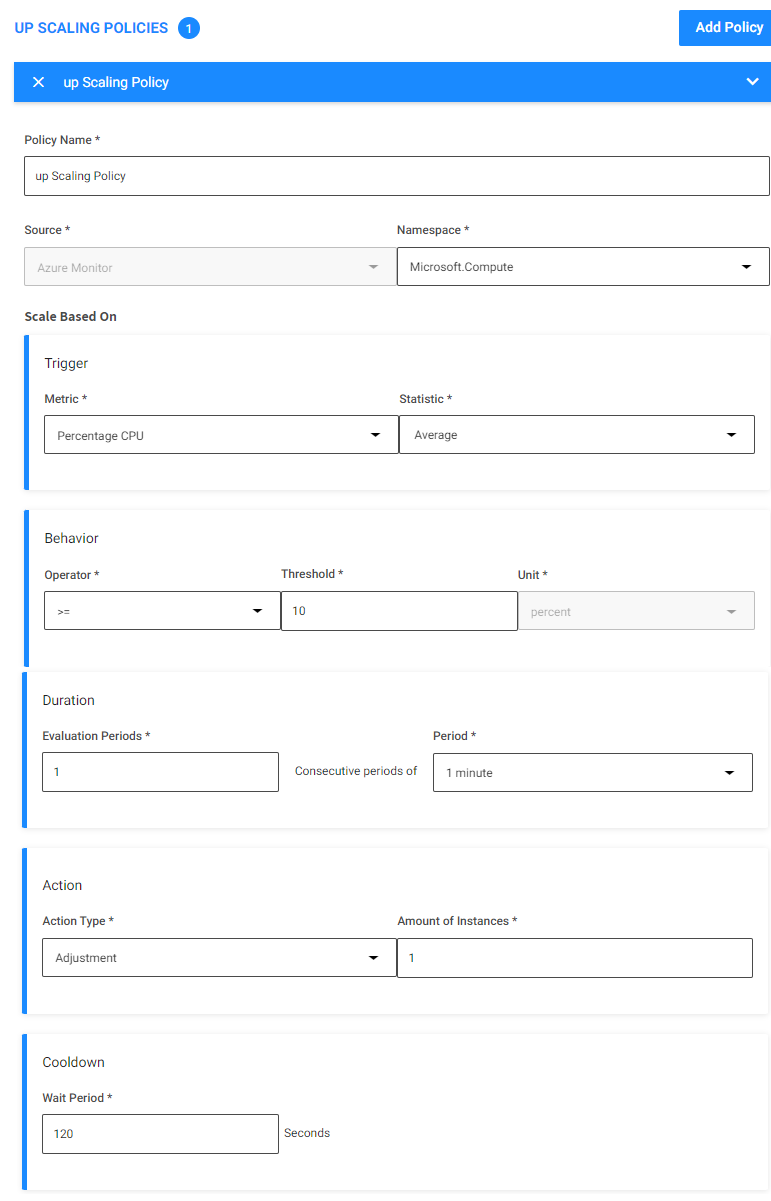 UP SCALING POLICIES 1 Add Policy
up Scaling Policy
Policy Name *
up Scaling Policy
Source * Namespace *
Azure Monitor Microsoft.Compute
Scale Based On
Trigger
Metric * Statistic *
Percentage CPU Average
Behavior
Operator * Threshold * Unit *
>= 10 percent
Duration
Evaluation Periods * Period *
1 Consecutive periods of 1 minute
Action
Action Type * Amount of Instances *
Adjustment 1
Cooldown
Wait Period *
120 Seconds